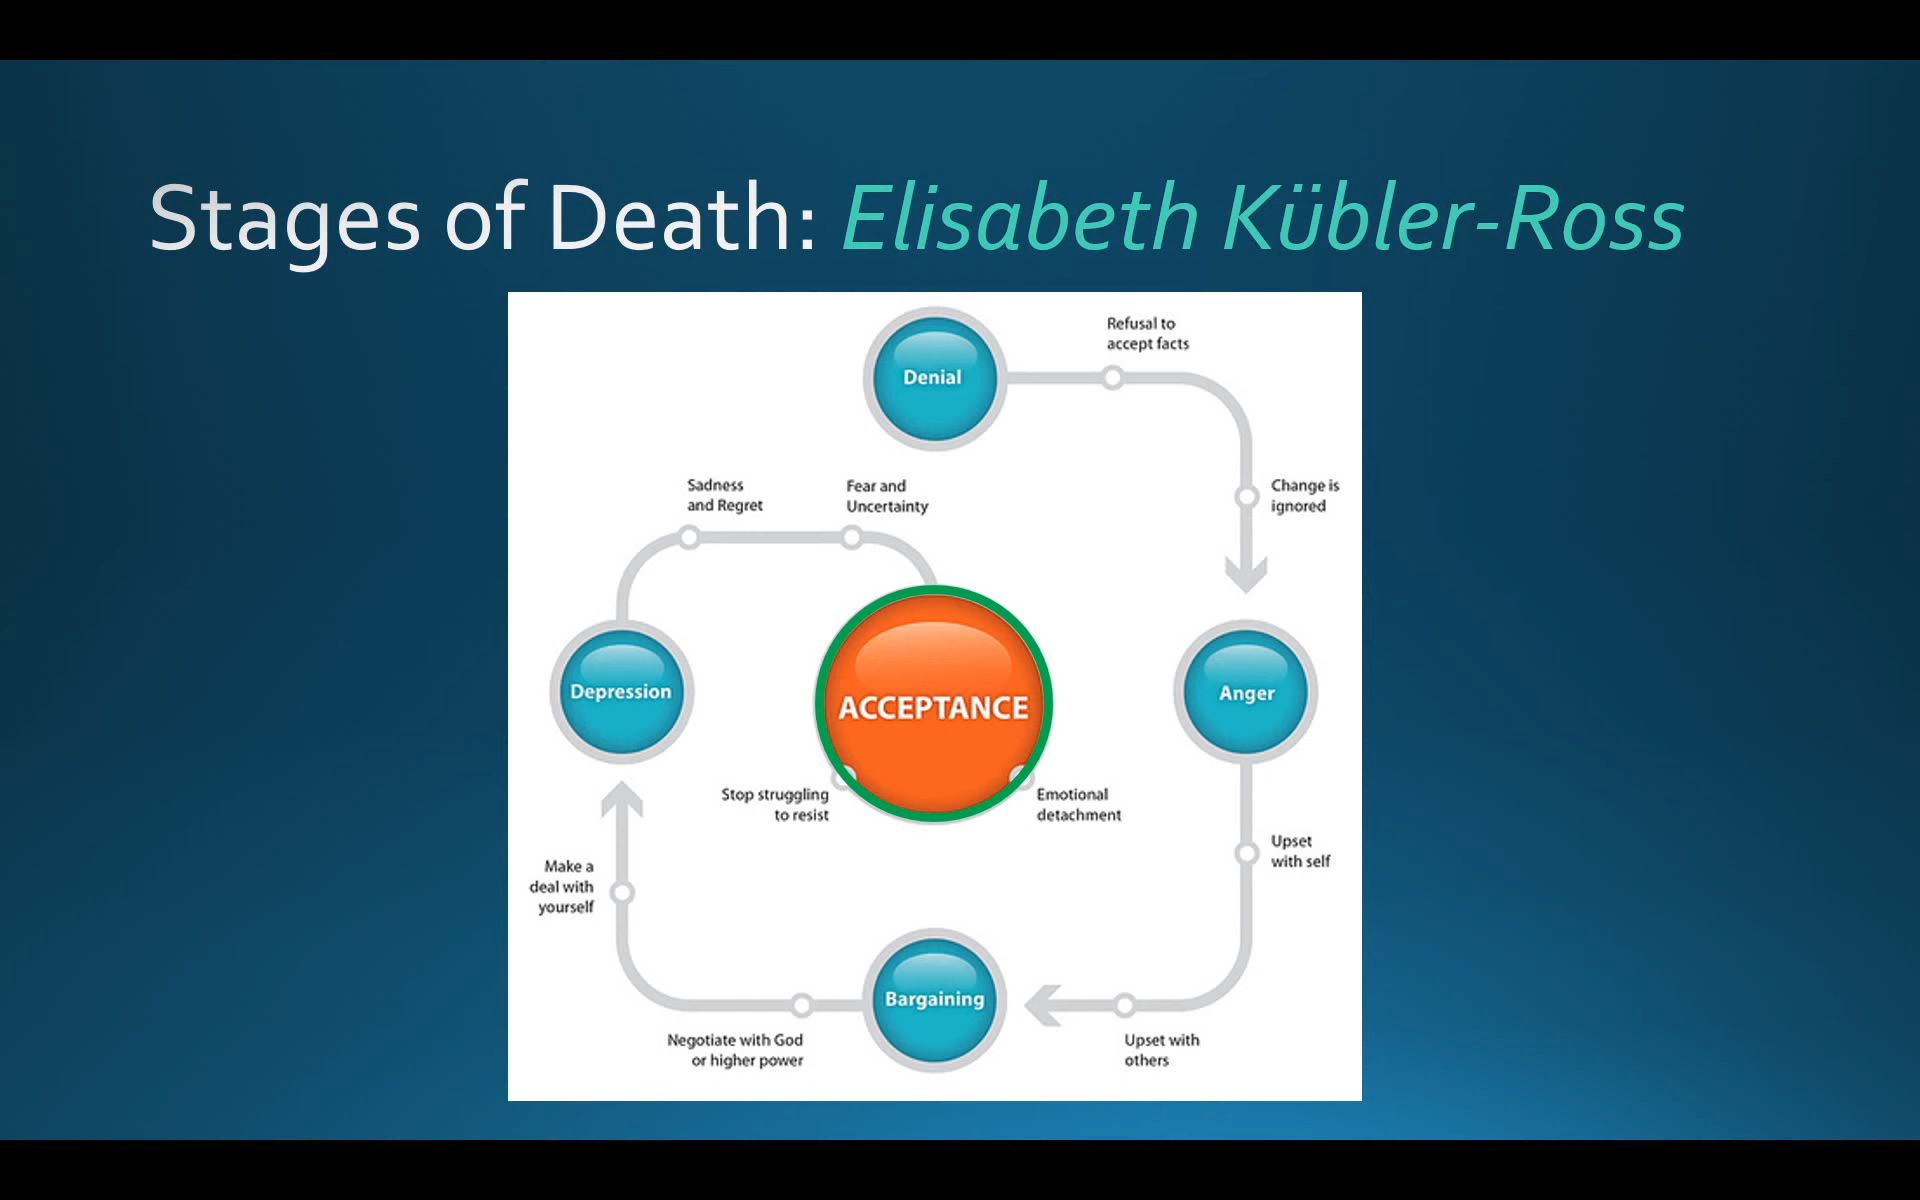 Stages of Death: Elisabeth Kübler-Ross
Denial
Refusal to
accept facts
Change is
ignored
Anger
Upset
with self
Upset with
others
Bargaining
Negotiate with God
or higher power
Make a
deal with
yourself
Depression
Sadness
and Regret
Fear and
Uncertainty
ACCEPTANCE
Stop struggling
to resist
Emotional
detachment